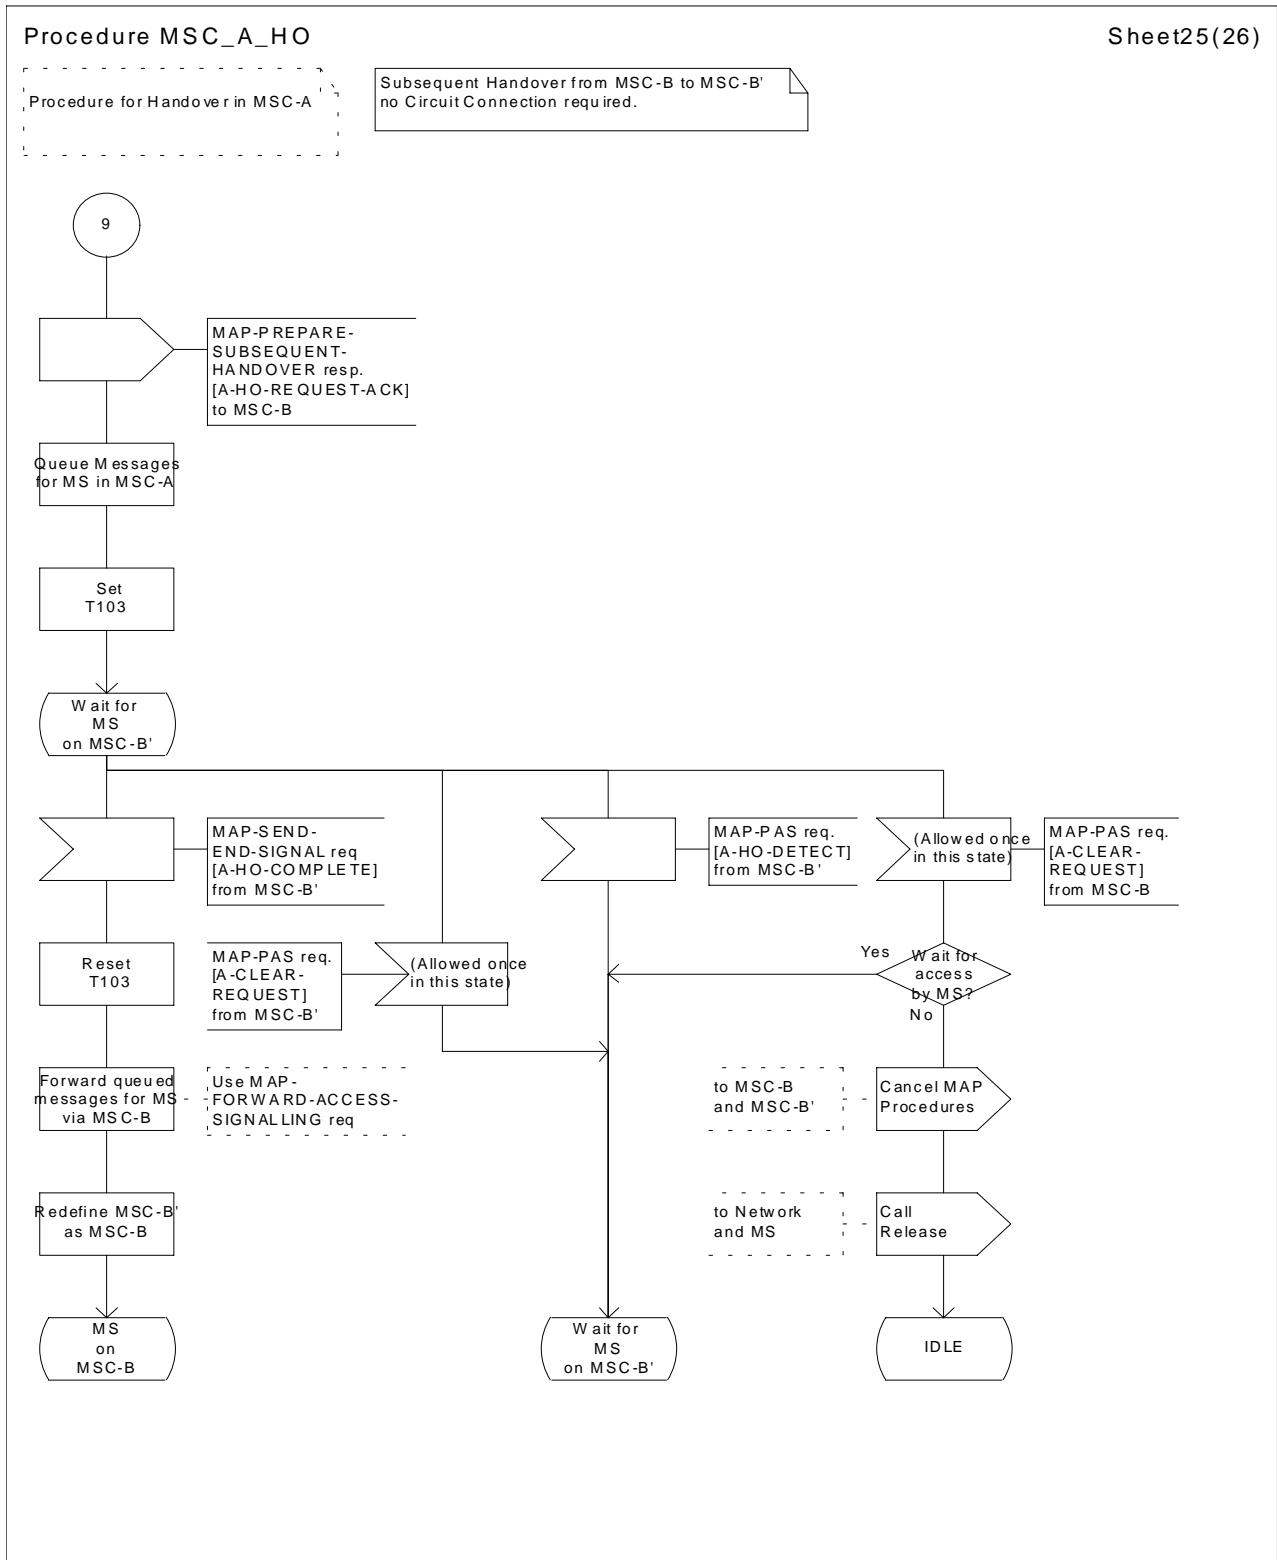 Procedure MSC_A_HO
Sheet25(26)
Procedure for Handover in MSC-A
Subsequent Handover from MSC-B to MSC-B'
no Circuit Connection required.
9
MAP-PREPARE-
SUBSEQUENT-
HANDOVER resp.
[A-HO-REQUEST-ACK]
to MSC-B
Queue Messages
for MS in MSC-A
Set
T103
Wait for
MS
on MSC-B'
MAP-SEND-
END-SIGNAL req
[A-HO-COMPLETE]
from MSC-B'
MAP-PAS req.
[A-HO-DETECT]
from MSC-B'
(Allowed once
in this state)
MAP-PAS req.
[A-CLEAR-
REQUEST]
from MSC-B
Reset
T103
MAP-PAS req.
[A-CLEAR-
REQUEST]
from MSC-B'
(Allowed once
in this state)
Yes
Wait for
access
by MS?
No
Forward queued
messages for MS
via MSC-B
Use MAP-
FORWARD-ACCESS-
SIGNALLING req
to MSC-B
and MSC-B'
Cancel MAP
Procedures
Redefine MSC-B'
as MSC-B
to Network
and MS
Call
Release
MS
on
MSC-B
Wait for
MS
on MSC-B'
IDLE